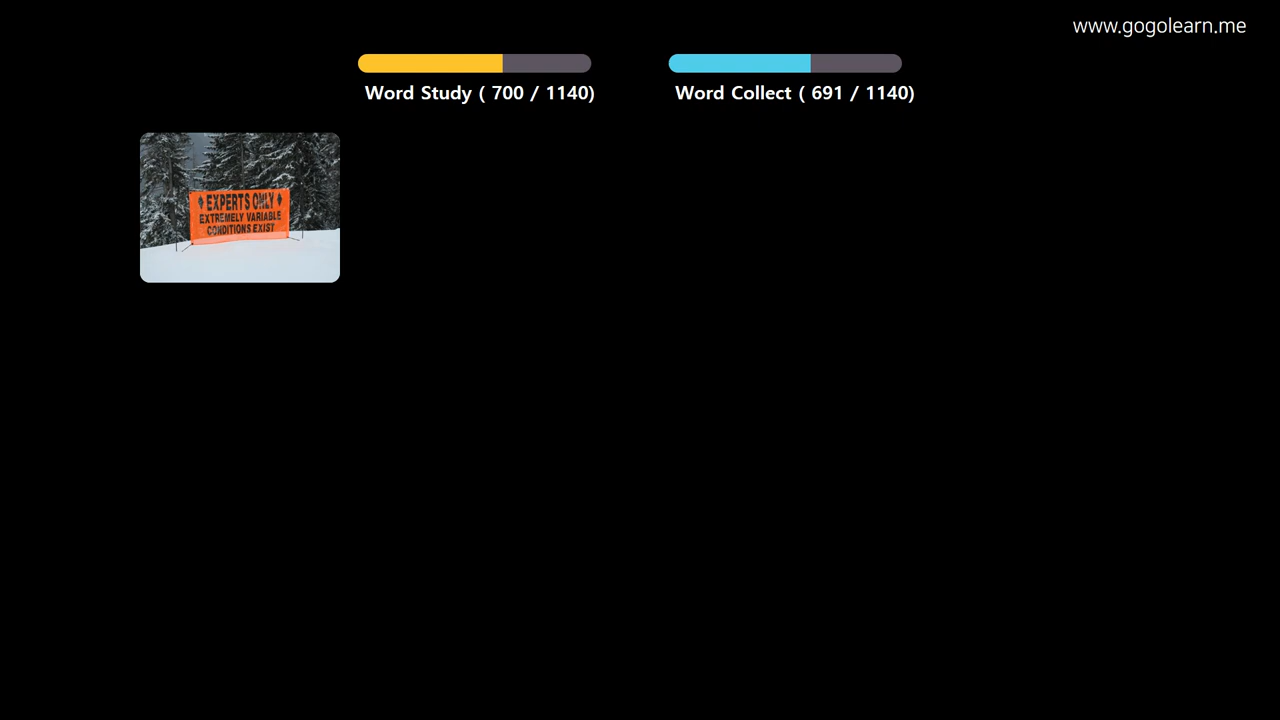 www.gogolearn.me
Word Study ( 700 / 1140)
Word Collect ( 691 / 1140)
EXPERTS ONLY
EXTREMELY VARIABLE
CONDITIONS EXIST